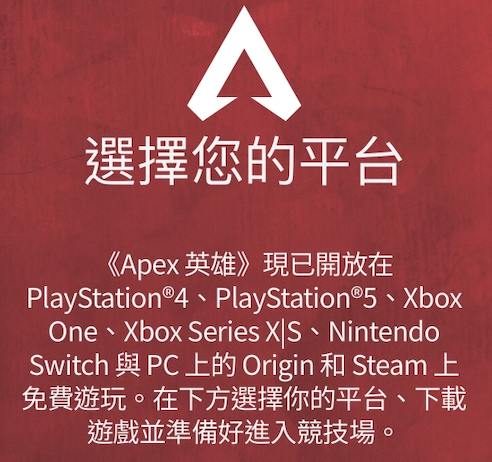 選擇您的平台
《Apex 英雄》現已開放在
PlayStation®4、PlayStation®5、Xbox
One、Xbox Series X|S、Nintendo
Switch 與 PC 上的 Origin 和 Steam 上
免費遊玩。在下方選擇你的平台、下載
遊戲並準備好進入競技場。